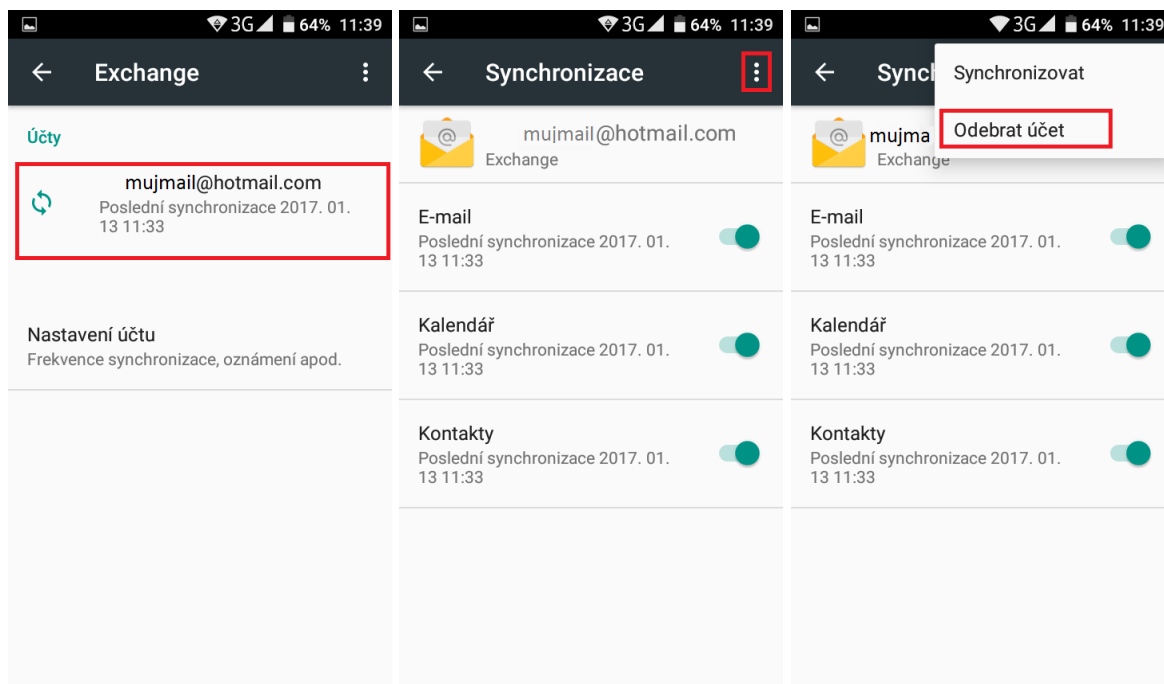 3G 64% 11:39
Exchange
Účty
mujmail@hotmail.com
Poslední synchronizace 2017. 01.
13 11:33
Nastavení účtu
Frekvence synchronizace, oznámení apod.
3G 64% 11:39
Synchronizace
mujmail@hotmail.com
Exchange
E-mail
Poslední synchronizace 2017. 01.
13 11:33
Kalendář
Poslední synchronizace 2017. 01.
13 11:33
Kontakty
Poslední synchronizace 2017. 01.
13 11:33
3G 64% 11:39
Synch
Synchronizovat
Odebrat účet
mujma
Exchange
E-mail
Poslední synchronizace 2017. 01.
13 11:33
Kalendář
Poslední synchronizace 2017. 01.
13 11:33
Kontakty
Poslední synchronizace 2017. 01.
13 11:33